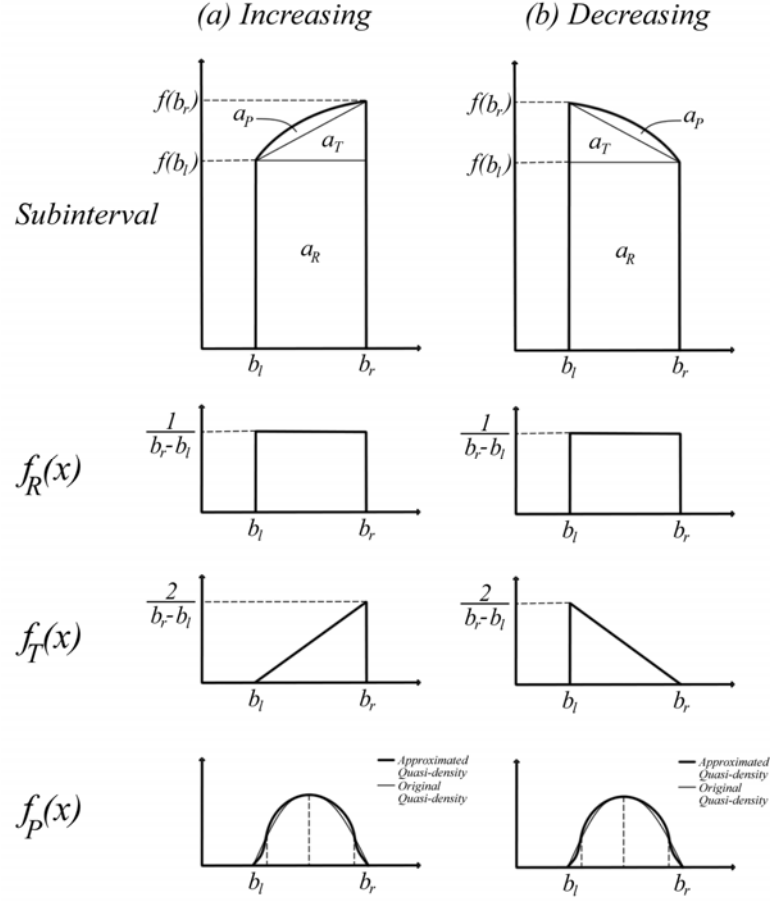 (a) Increasing
(b) Decreasing
Subinterval
f(b_r)
f(b_l)
a_P
a_T
a_R
b_l
b_r
f(b_r)
f(b_l)
a_P
a_T
a_R
b_l
b_r
f_R(x)
1
b_r-b_l
b_l
b_r
1
b_r-b_l
b_l
b_r
f_T(x)
2
b_r-b_l
b_l
b_r
2
b_r-b_l
b_l
b_r
f_P(x)
Approximated
Quasi-density
Original
Quasi-density
b_l
b_r
Approximated
Quasi-density
Original
Quasi-density
b_l
b_r